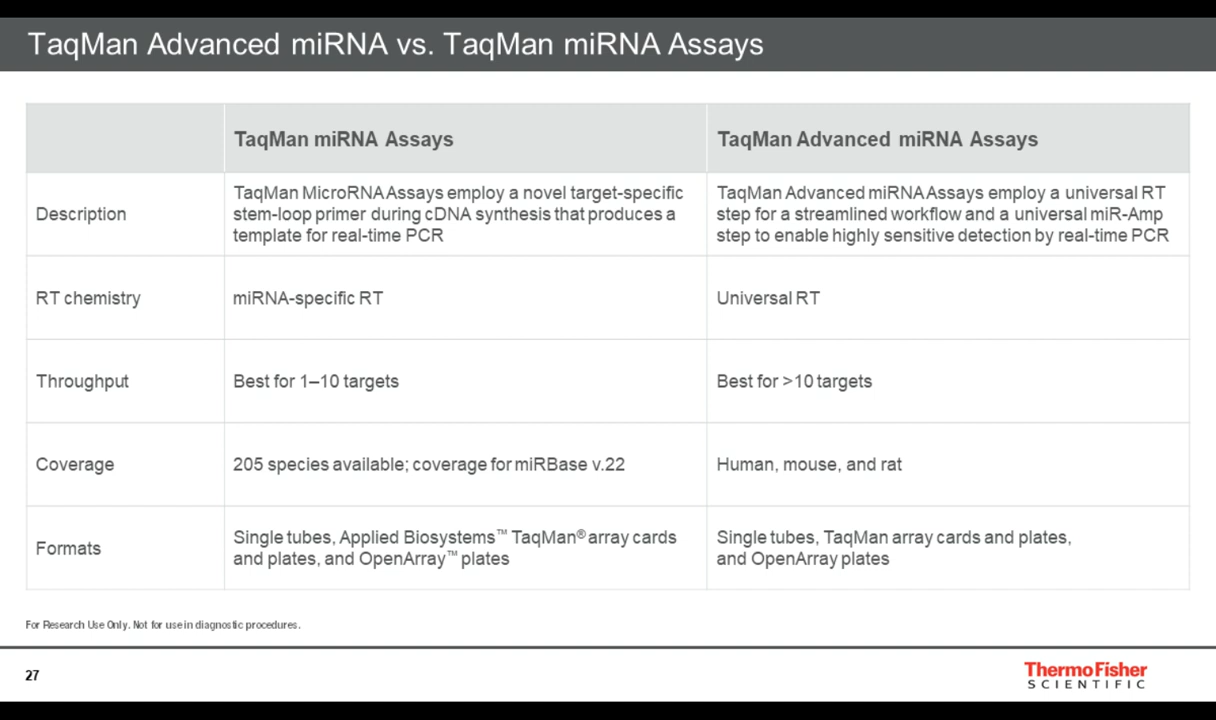 TaqMan Advanced miRNA vs. TaqMan miRNA Assays
TaqMan miRNA Assays
TaqMan Advanced miRNA Assays
Description
TaqMan MicroRNA Assays employ a novel target-specific
stem-loop primer during cDNA synthesis that produces a
template for real-time PCR
TaqMan Advanced miRNA Assays employ a universal RT
step for a streamlined workflow and a universal miR-Amp
step to enable highly sensitive detection by real-time PCR
RT chemistry
miRNA-specific RT
Universal RT
Throughput
Best for 1–10 targets
Best for >10 targets
Coverage
205 species available; coverage for miRBase v.22
Human, mouse, and rat
Formats
Single tubes, Applied Biosystems™ TaqMan® array cards
and plates, and OpenArray™ plates
Single tubes, TaqMan array cards and plates,
and OpenArray plates
For Research Use Only. Not for use in diagnostic procedures.
27
ThermoFisher
SCIENTIFIC